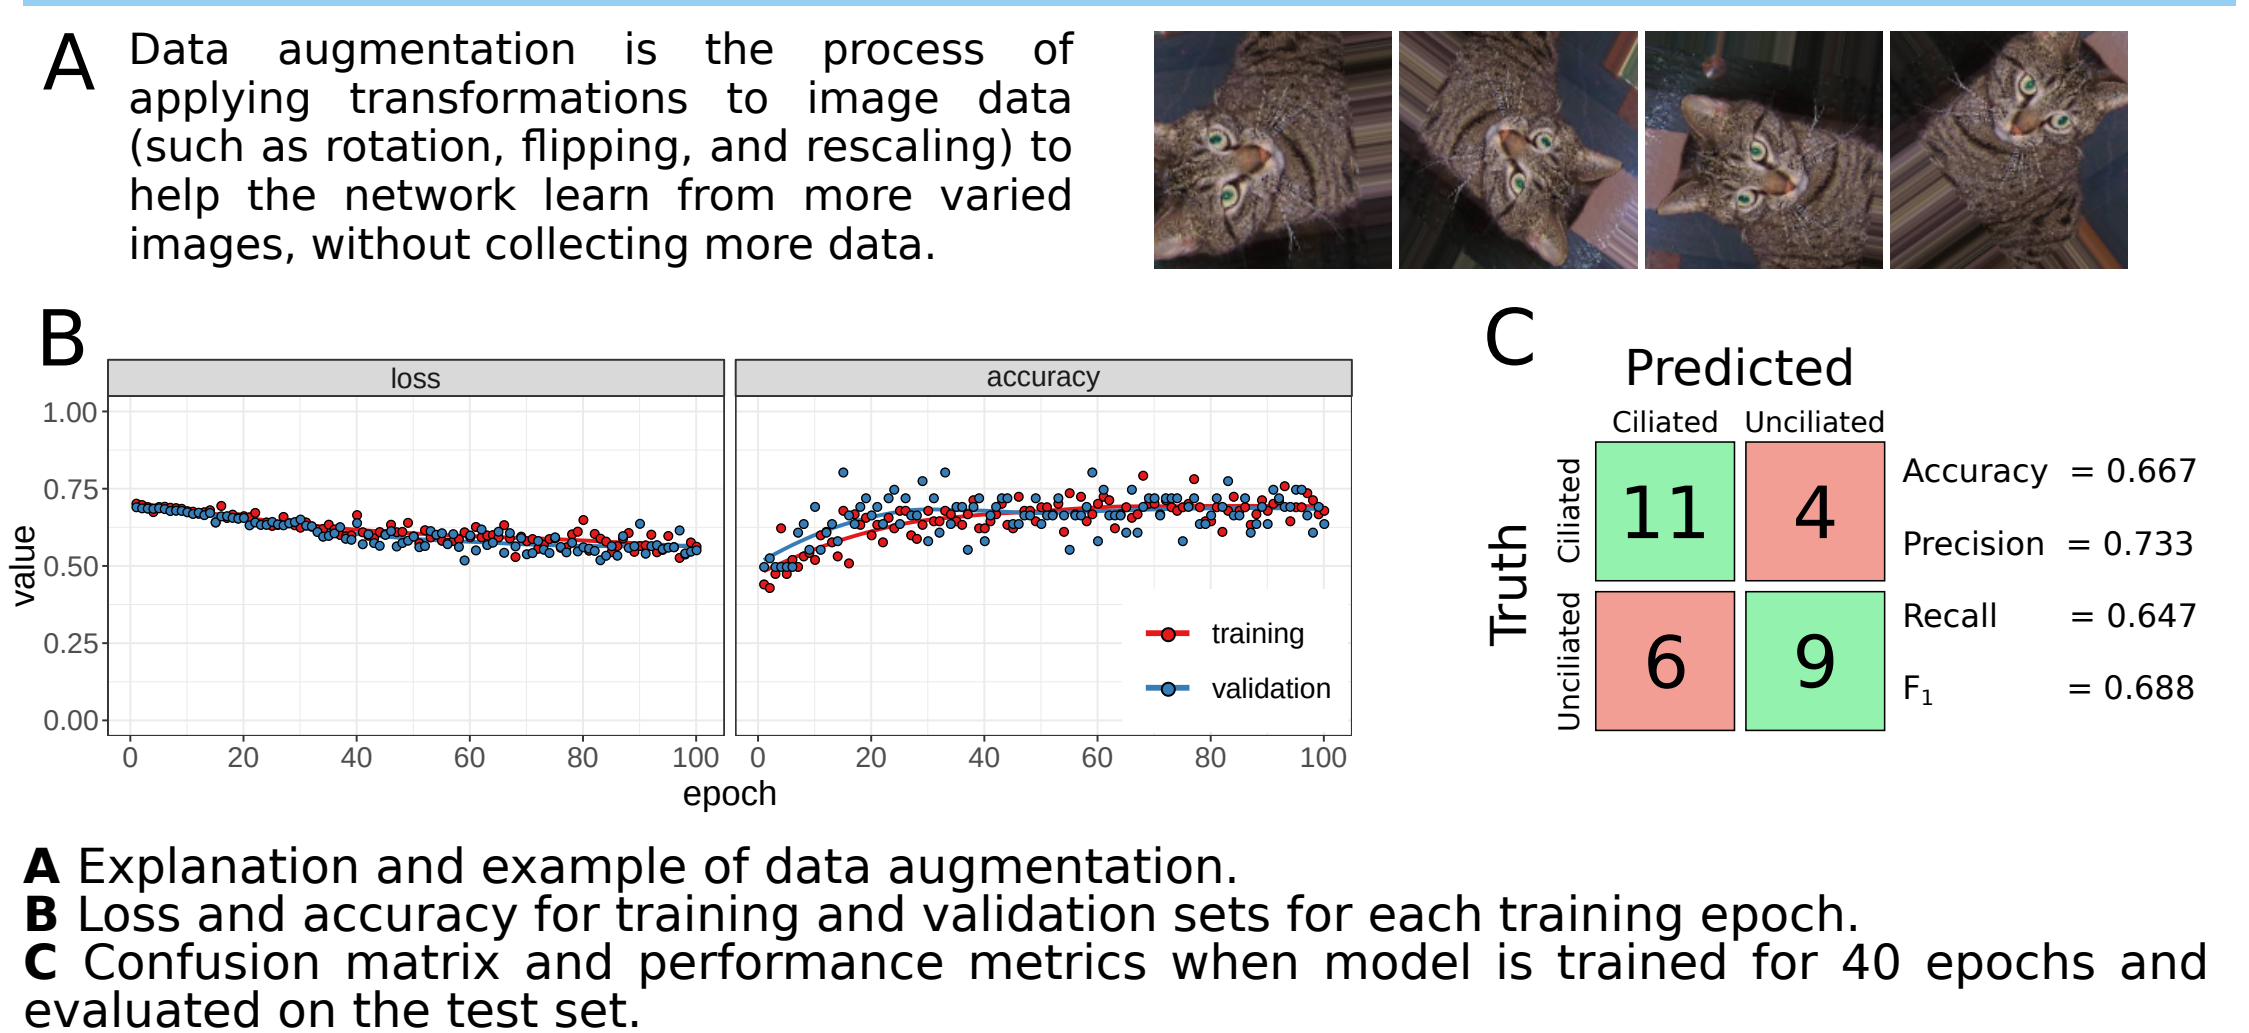 A
Data augmentation is the process of
applying transformations to image data
(such as rotation, flipping, and rescaling) to
help the network learn from more varied
images, without collecting more data.
B
loss
accuracy
1.00
0.75
0.50
0.25
0.00
value
0 20 40 60 80 100
0 20 40 60 80 100
epoch
training
validation
C
Predicted
Ciliated Unciliated
Truth
Ciliated
Unciliated
11 4
6 9
Accuracy = 0.667
Precision = 0.733
Recall = 0.647
F1 = 0.688
A Explanation and example of data augmentation.
B Loss and accuracy for training and validation sets for each training epoch.
C Confusion matrix and performance metrics when model is trained for 40 epochs and
evaluated on the test set.